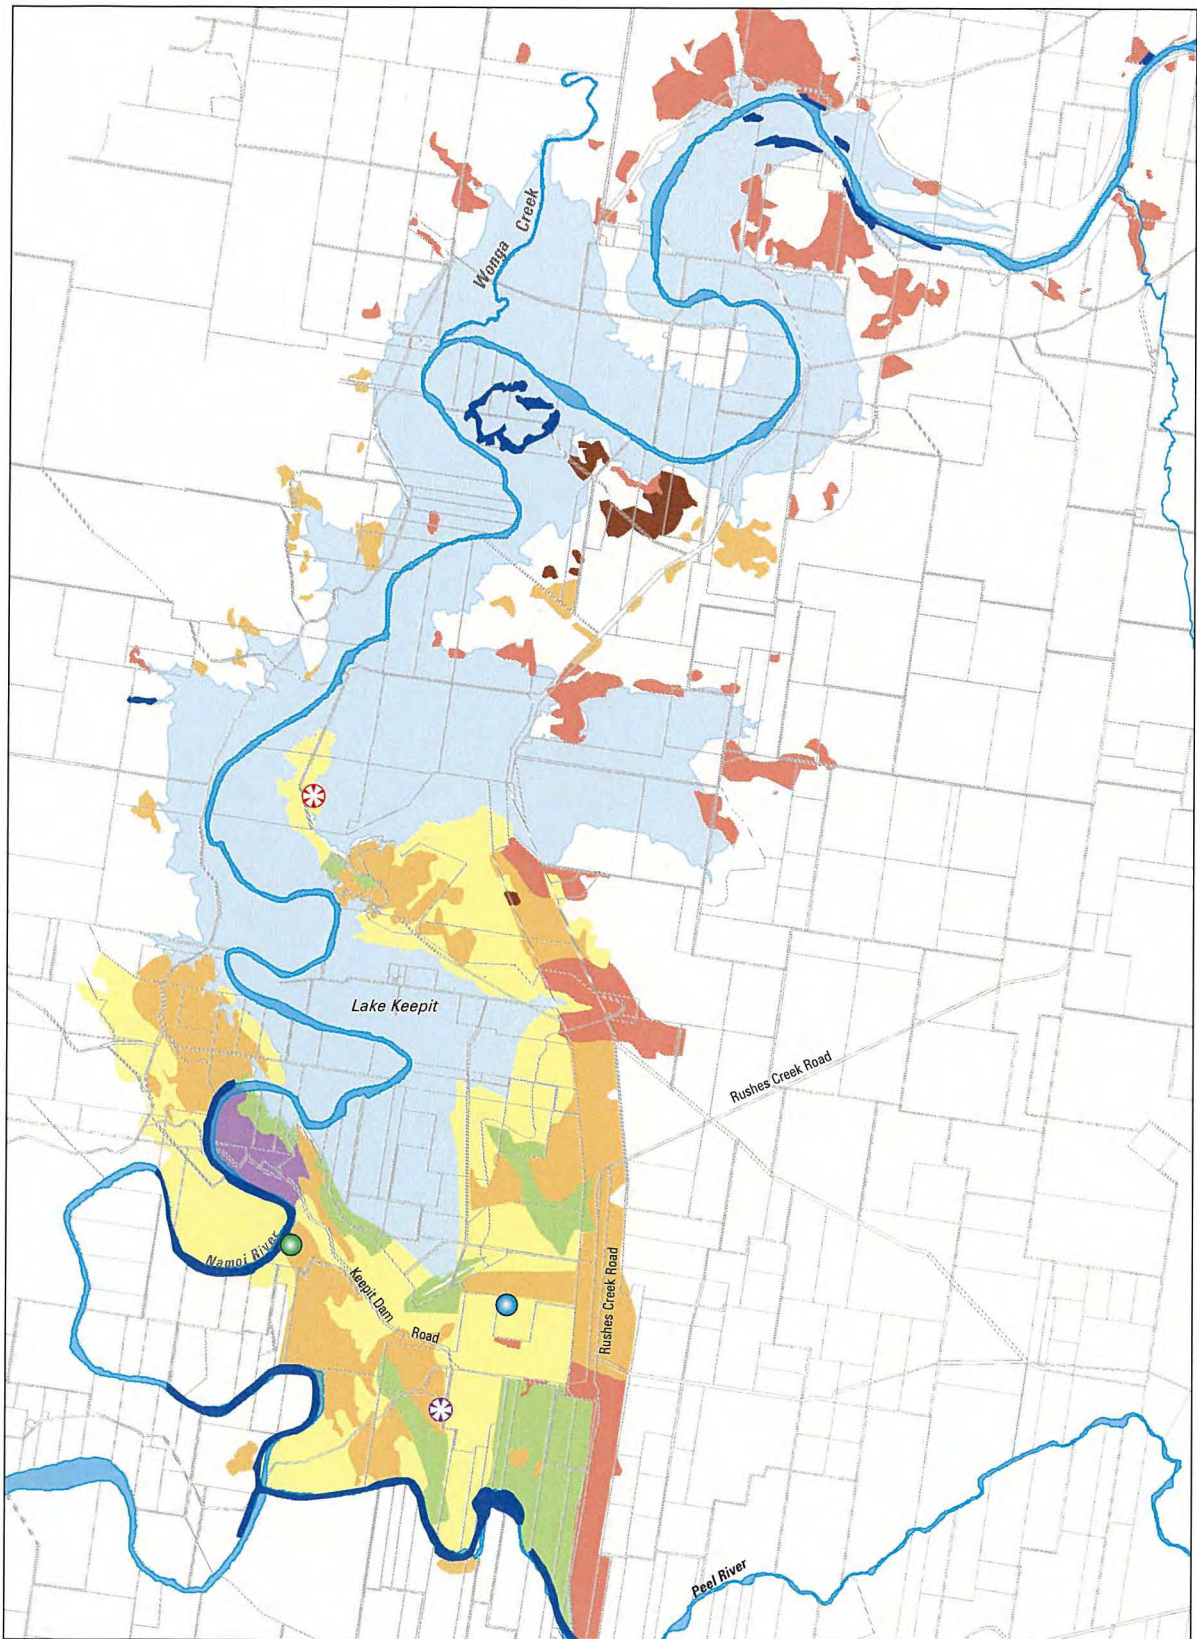 Wonga Creek
Lake Keepit
Rushes Creek Road
Namoi River
Keepit Dam Road
Rushes Creek Road
Peel River